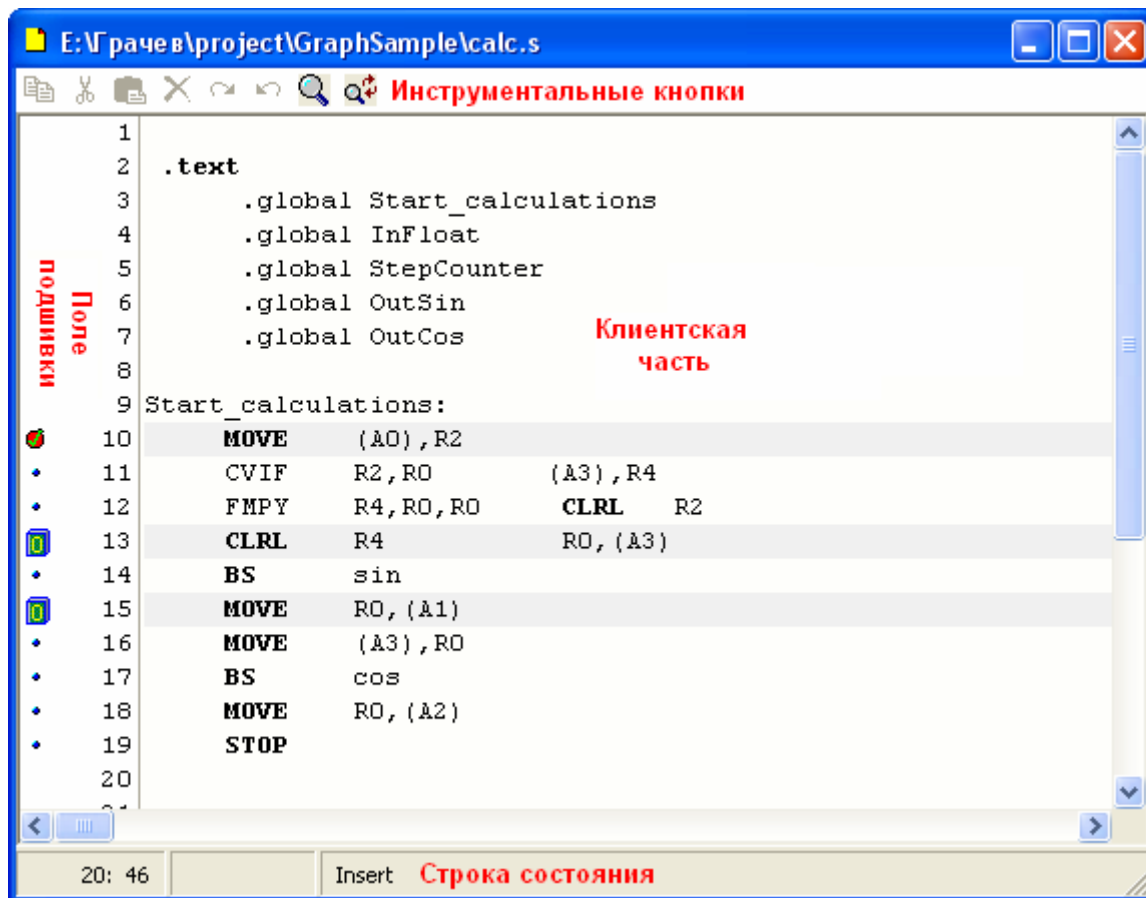 E:\Грачев\project\GraphSample\calc.s
Инструментальные кнопки
1
2 .text
3 .global Start_calculations
4 .global InFloat
5 .global StepCounter
6 .global OutSin
7 .global OutCos
8
9 Start_calculations:
10 MOVE (A0),R2
11 CVIF R2,R0 (A3),R4
12 FMPY R4,R0,R0 CLRL R2
13 CLRL R4 R0,(A3)
14 BS sin
15 MOVE R0,(A1)
16 MOVE (A3),R0
17 BS cos
18 MOVE R0,(A2)
19 STOP
20
Поле
подшивки
Клиентская
часть
20: 46 Insert Строка состояния